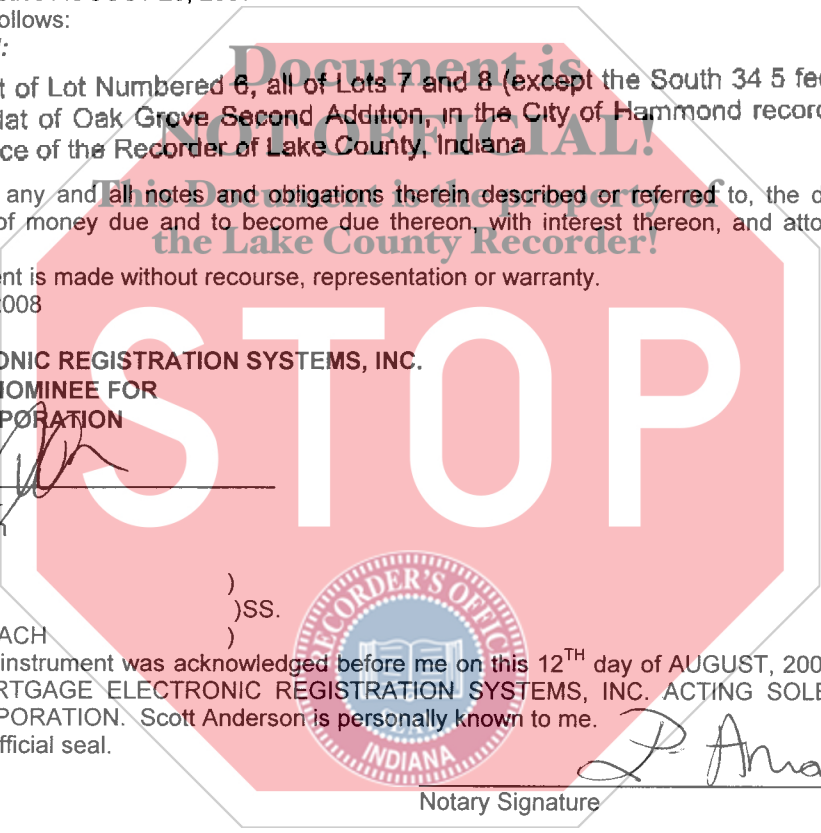 ollows:
:
t of Lot Numbered 6, all of Lots 7 and 8 (except the South 34 5 fee
lat of Oak Grove Second Addition, in the City of Hammond recor
ce of the Recorder of Lake County, Indiana
Document is
NOT OFFICIAL!
any and all notes and obligations therein described or referred to, the d
This Document is the property of
of money due and to become due thereon, with interest thereon, and atto
the Lake County Recorder!
ent is made without recourse, representation or warranty.
2008
STOP
ONIC REGISTRATION SYSTEMS, INC.
NOMINEE FOR
PORATION
n
)
)SS.
ACH )
RECORDER'S OFFICE
SEAL
INDIANA
instrument was acknowledged before me on this 12TH day of AUGUST, 200
RTGAGE ELECTRONIC REGISTRATION SYSTEMS, INC. ACTING SOLE
PORATION. Scott Anderson is personally known to me.
fficial seal.
Notary Signature